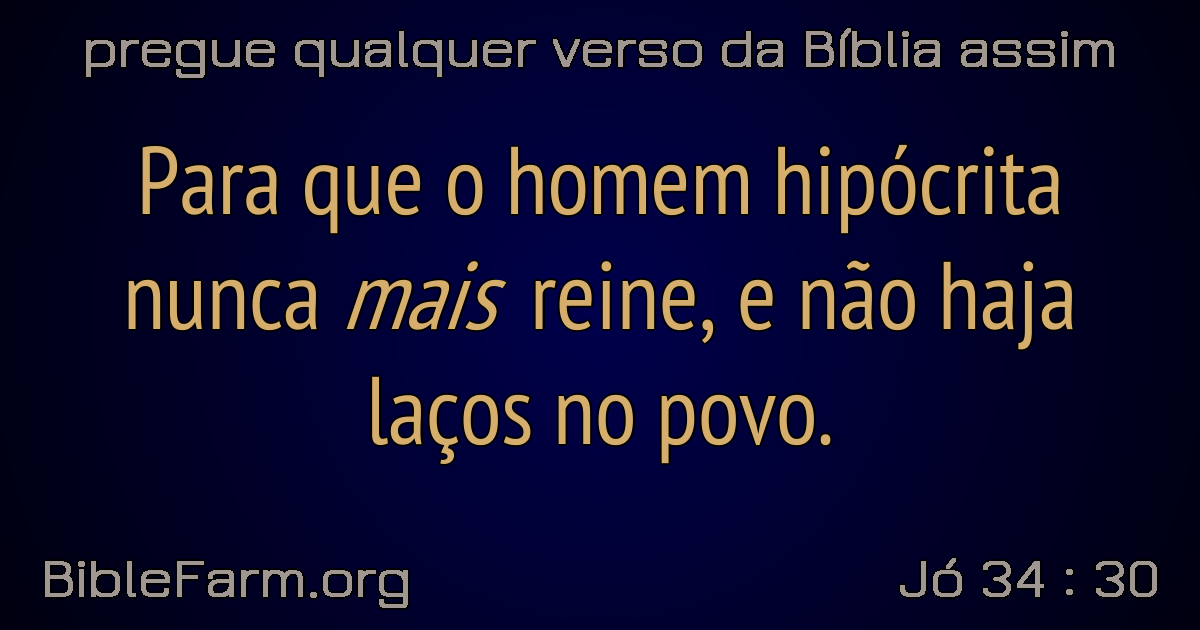 pregue qualquer verso da Bíblia assim
Para que o homem hipócrita
nunca mais reine, e não haja
laços no povo.
BibleFarm.org
Jó 34 : 30